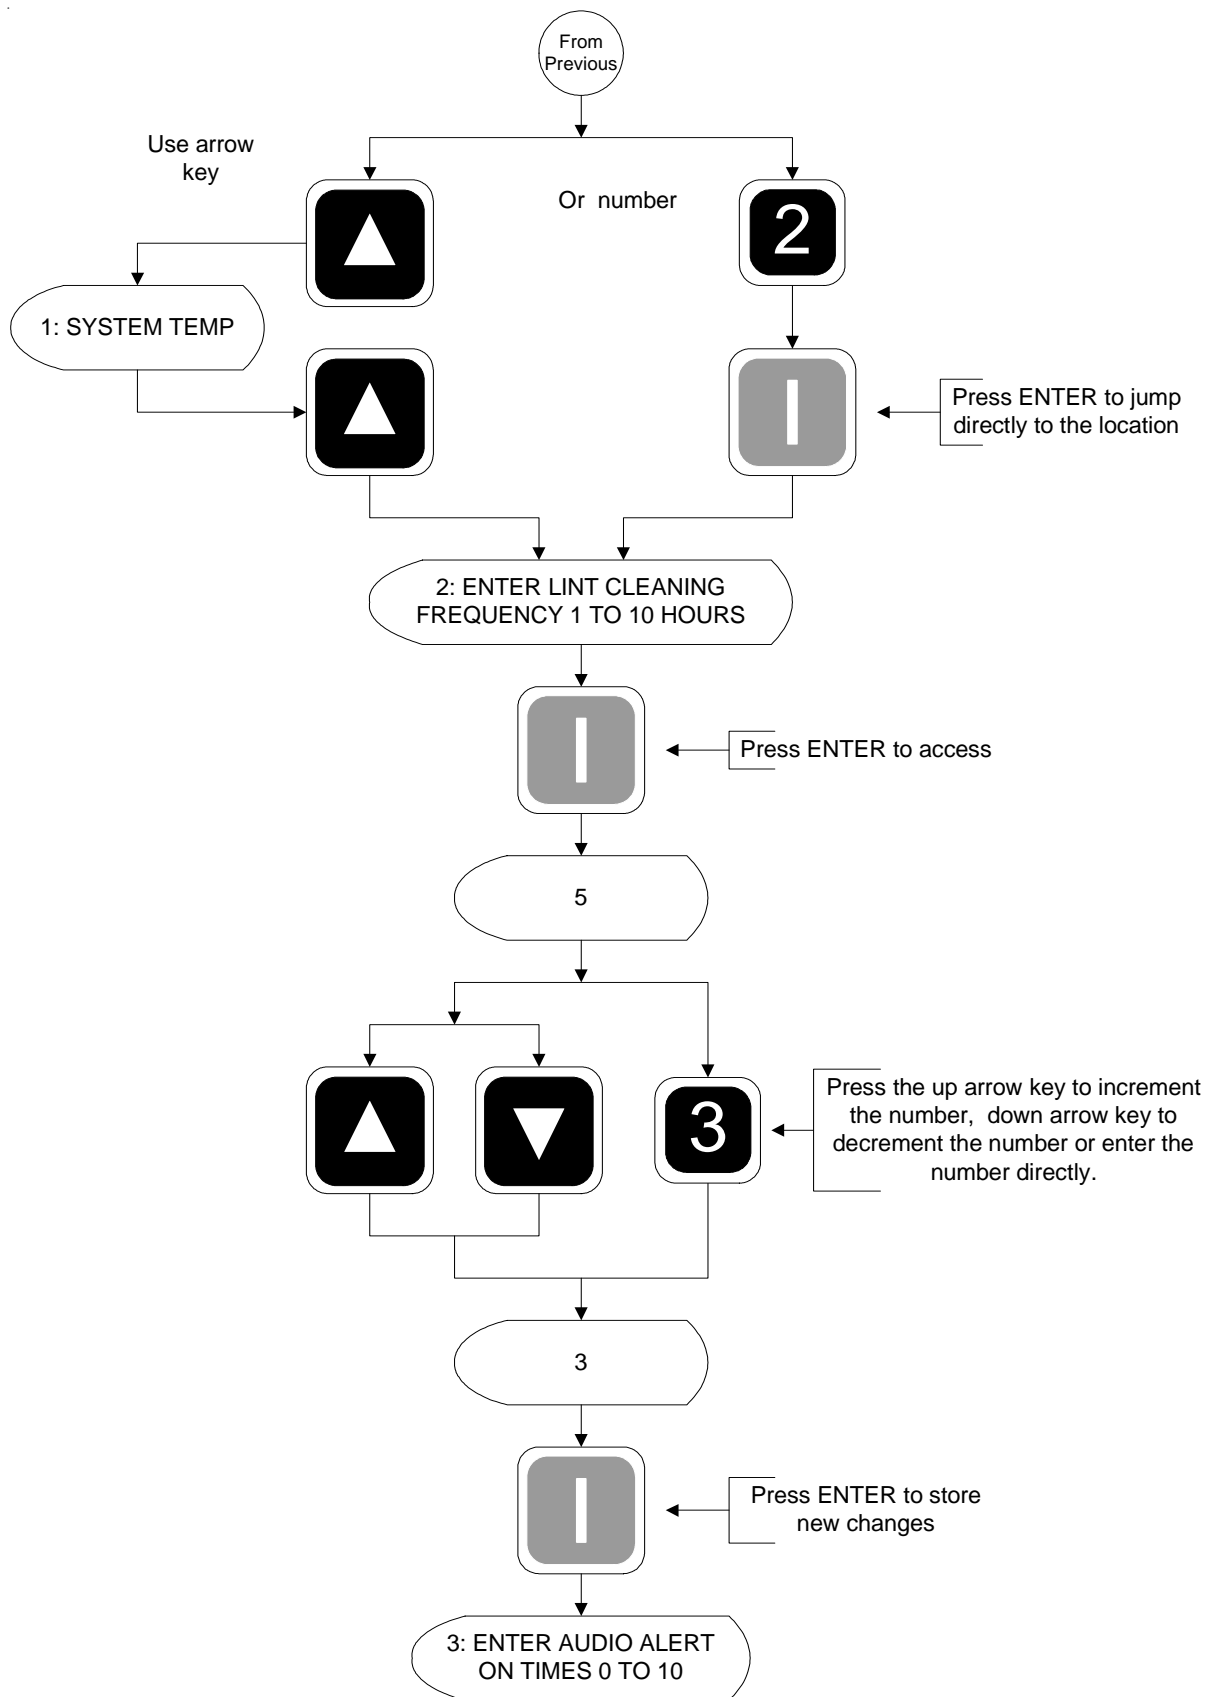 From
Previous
Use arrow
key
Or number
2
1: SYSTEM TEMP
Press ENTER to jump
directly to the location
2: ENTER LINT CLEANING
FREQUENCY 1 TO 10 HOURS
Press ENTER to access
5
3
Press the up arrow key to increment
the number, down arrow key to
decrement the number or enter the
number directly.
3
Press ENTER to store
new changes
3: ENTER AUDIO ALERT
ON TIMES 0 TO 10